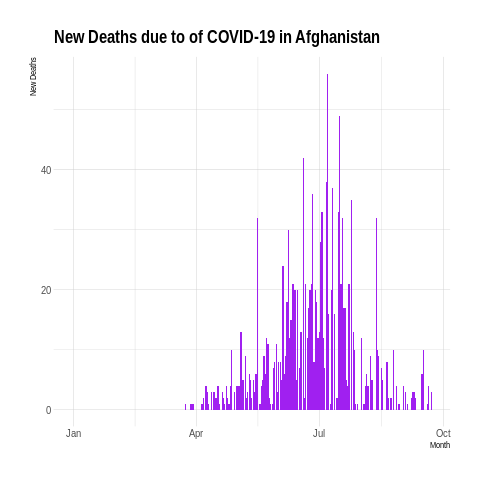 New Deaths due to of COVID-19 in Afghanistan
New Deaths
40
20
0
Jan Apr Jul Oct
Month